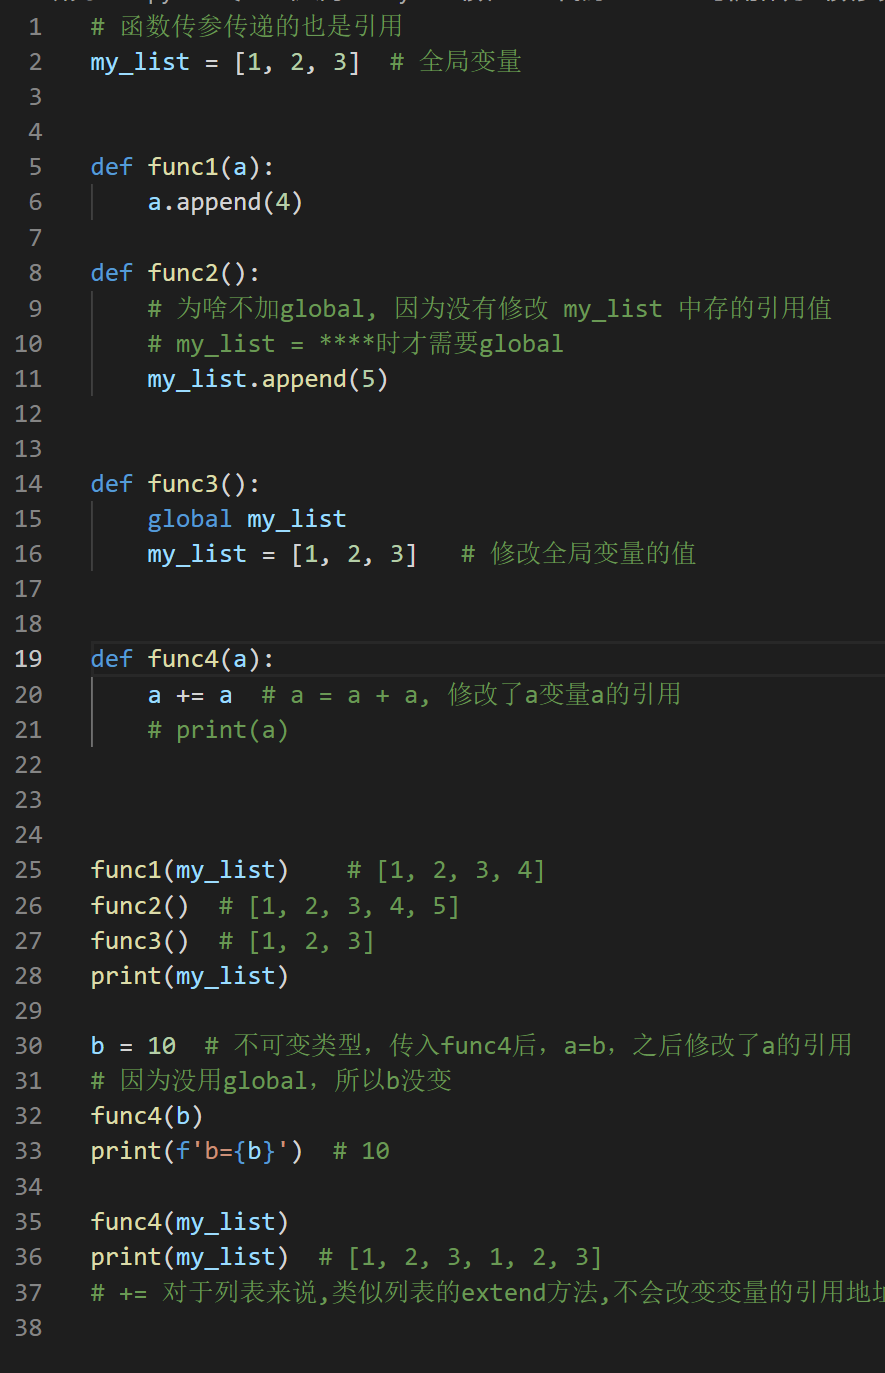 1 # 函数传参传递的也是引用
2 my_list = [1, 2, 3]  # 全局变量
3
4
5 def func1(a):
6     a.append(4)
7
8 def func2():
9     # 为啥不加global, 因为没有修改 my_list 中存的引用值
10     # my_list = ****时才需要global
11     my_list.append(5)
12
13
14 def func3():
15     global my_list
16     my_list = [1, 2, 3]   # 修改全局变量的值
17
18
19 def func4(a):
20     a += a  # a = a + a, 修改了a变量a的引用
21     # print(a)
22
23
24
25 func1(my_list)    # [1, 2, 3, 4]
26 func2()  # [1, 2, 3, 4, 5]
27 func3()  # [1, 2, 3]
28 print(my_list)
29
30 b = 10  # 不可变类型，传入func4后，a=b，之后修改了a的引用
31 # 因为没用global，所以b没变
32 func4(b)
33 print(f'b={b}')  # 10
34
35 func4(my_list)
36 print(my_list)  # [1, 2, 3, 1, 2, 3]
37 # += 对于列表来说,类似列表的extend方法,不会改变变量的引用地址
38